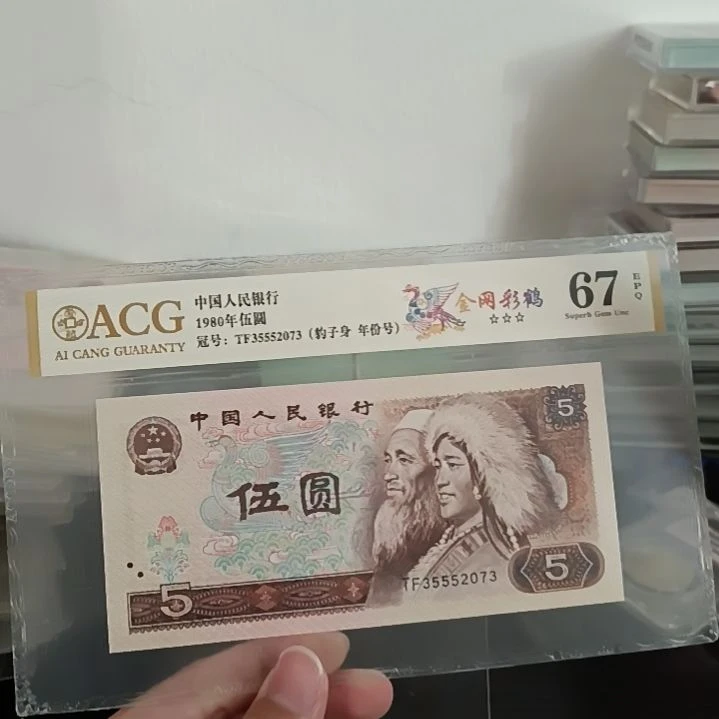 ACG
AI CANG GUARANTY
中国人民银行
1980年伍圆
冠号：TF35552073（豹子身 年份号）
金网彩鹤
☆☆☆
67
EPQ
Superb Gem Unc
中国人民银行
伍圆
5
5
5
TF35552073